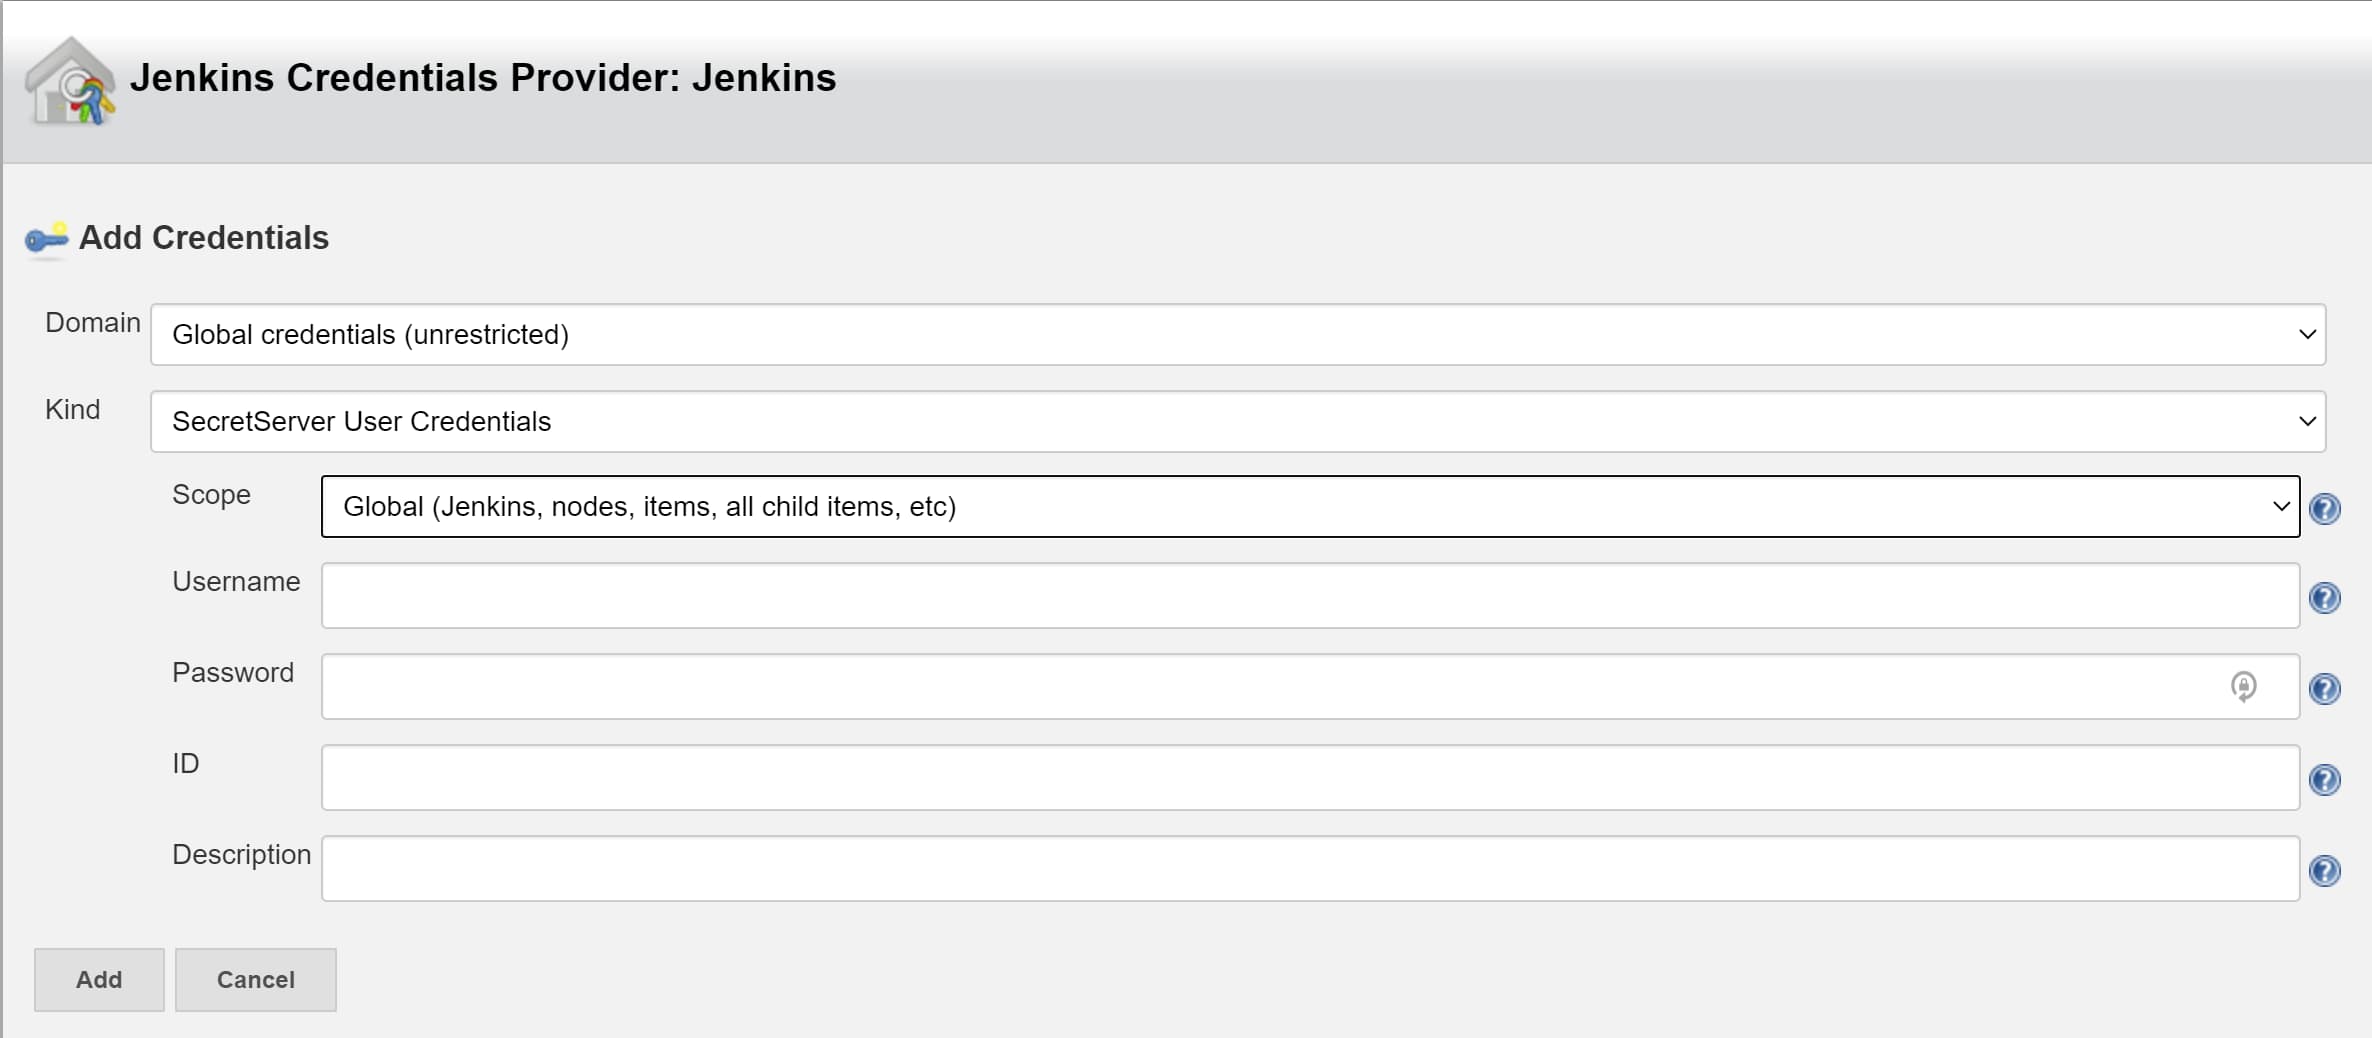 Jenkins Credentials Provider: Jenkins
Add Credentials
Domain
Global credentials (unrestricted)
Kind
SecretServer User Credentials
Scope
Global (Jenkins, nodes, items, all child items, etc)
Username
Password
ID
Description
Add
Cancel